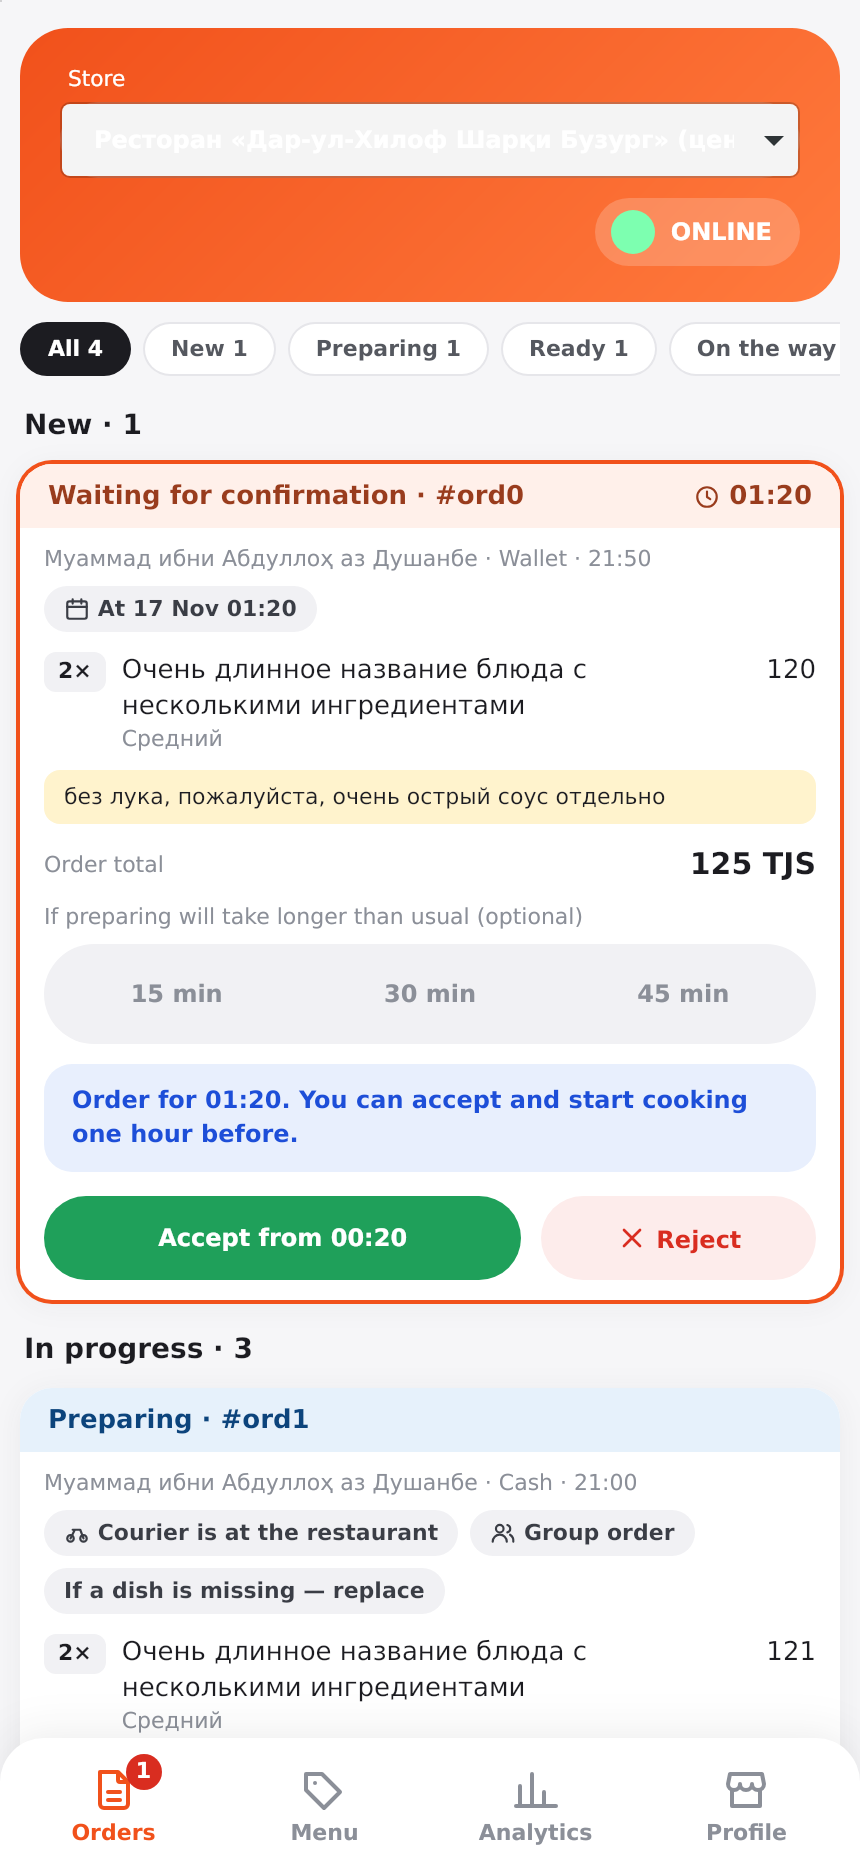 Store
Ресторан «Дар-ул-Хилоф Шарқи Бузург» (цен
ONLINE
All 4
New 1
Preparing 1
Ready 1
On the way
New · 1
Waiting for confirmation · #ord0
01:20
Муаммад ибни Абдуллоҳ аз Душанбе · Wallet · 21:50
At 17 Nov 01:20
2×
Очень длинное название блюда с
120
несколькими ингредиентами
Средний
без лука, пожалуйста, очень острый соус отдельно
Order total
125 TJS
If preparing will take longer than usual (optional)
15 min
30 min
45 min
Order for 01:20. You can accept and start cooking
one hour before.
Accept from 00:20
Reject
In progress · 3
Preparing · #ord1
Муаммад ибни Абдуллоҳ аз Душанбе · Cash · 21:00
Courier is at the restaurant
Group order
If a dish is missing — replace
2×
Очень длинное название блюда с
121
несколькими ингредиентами
Средний
1
Orders
Menu
Analytics
Profile